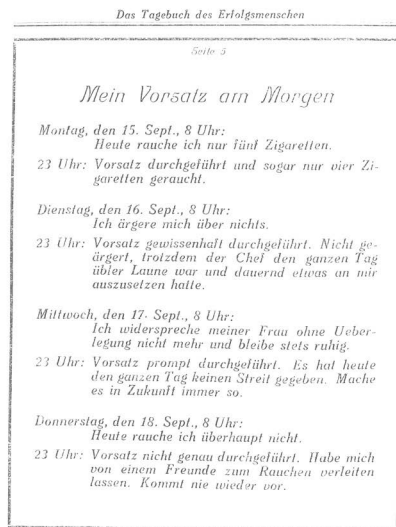 Das Tagebuch des Erfolgsmenschen
Seite 5
Mein Vorsatz am Morgen
Montag, den 15. Sept., 8 Uhr:
Heute rauche ich nur fünf Zigaretten.
23 Uhr: Vorsatz durchgeführt und sogar nur vier Zi-
garetten geraucht.
Dienstag, den 16. Sept., 8 Uhr:
Ich ärgere mich über nichts.
23 Uhr: Vorsatz gewissenhaft durchgeführt. Nicht ge-
ärgert, trotzdem der Chef den ganzen Tag
übler Laune war und dauernd etwas an mir
auszusetzen hatte.
Mittwoch, den 17. Sept., 8 Uhr:
Ich widerspreche meiner Frau ohne Ueber-
legung nicht mehr und bleibe stets ruhig.
23 Uhr: Vorsatz prompt durchgeführt. Es hat heute
den ganzen Tag keinen Streit gegeben. Mache
es in Zukunft immer so.
Donnerstag, den 18. Sept., 8 Uhr:
Heute rauche ich überhaupt nicht.
23 Uhr: Vorsatz nicht genau durchgeführt. Habe mich
von einem Freunde zum Rauchen verleiten
lassen. Kommt nie wieder vor.